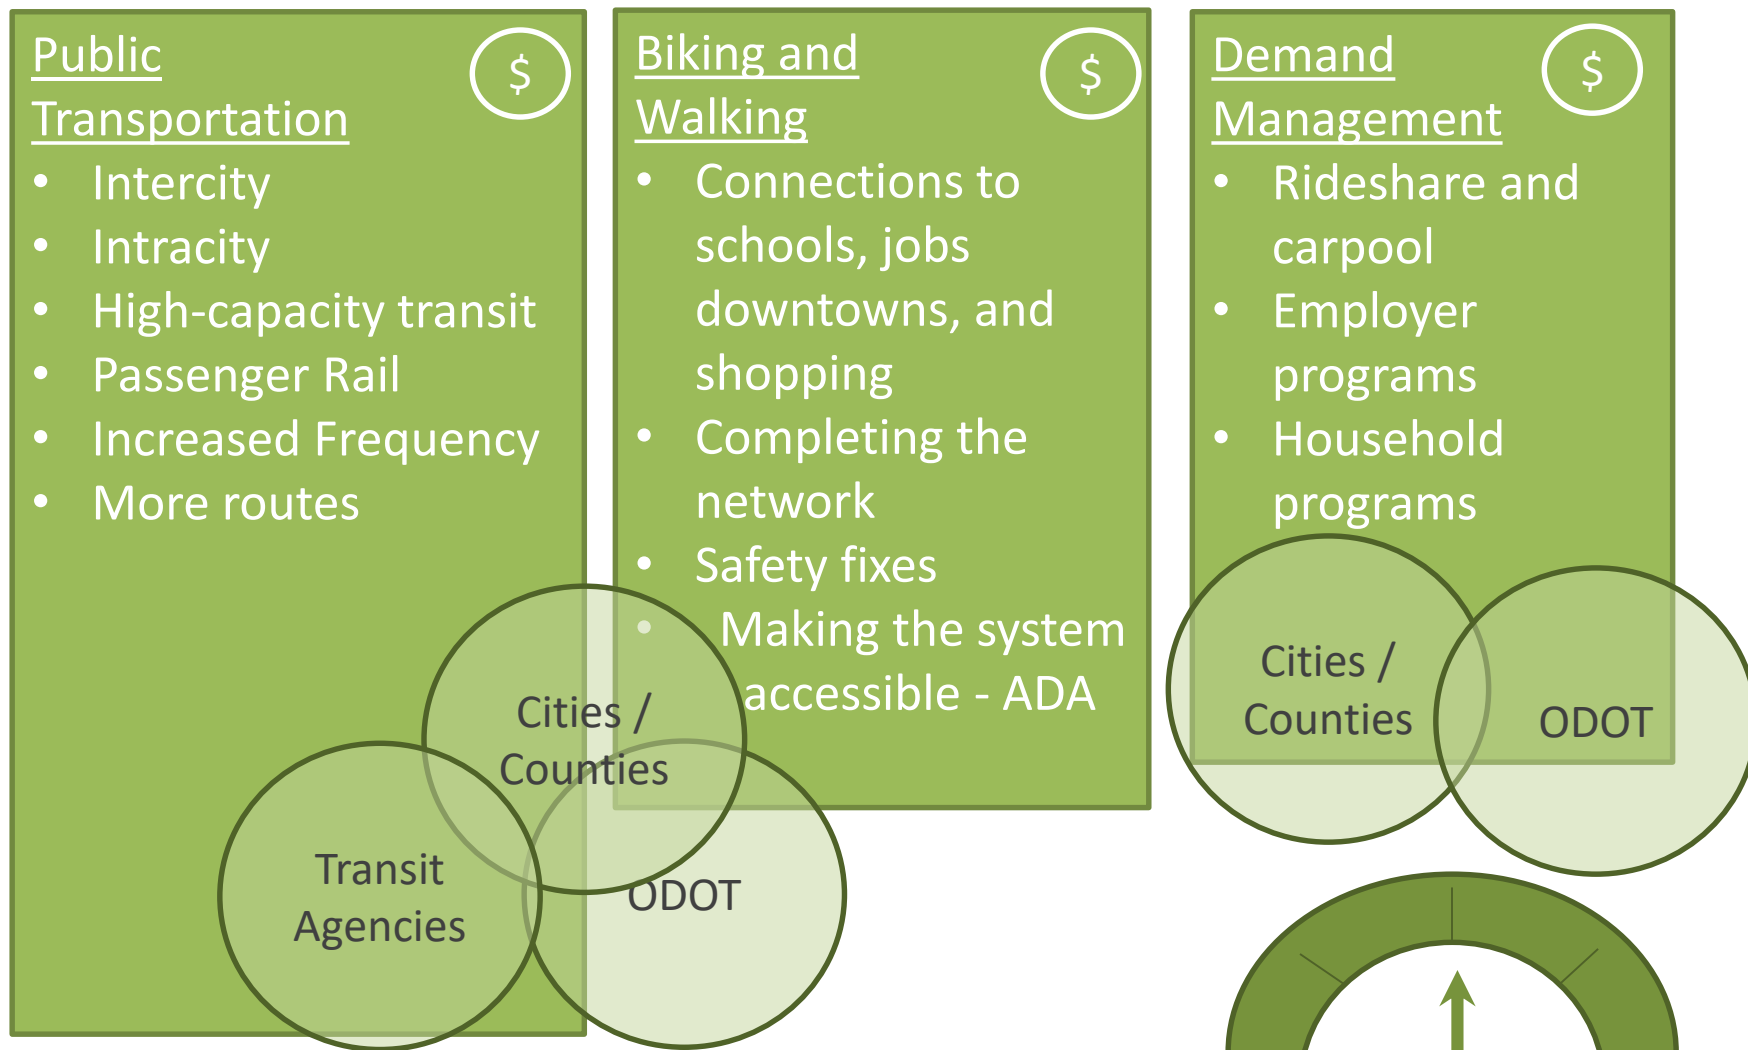 Public
Transportation
$
• Intercity
• Intracity
• High-capacity transit
• Passenger Rail
• Increased Frequency
• More routes
Biking and
Walking
$
• Connections to
schools, jobs
downtowns, and
shopping
• Completing the
network
• Safety fixes
• Making the system
accessible - ADA
Demand
Management
$
• Rideshare and
carpool
• Employer
programs
• Household
programs
Cities /
Counties
Transit
Agencies
ODOT
Cities /
Counties
ODOT